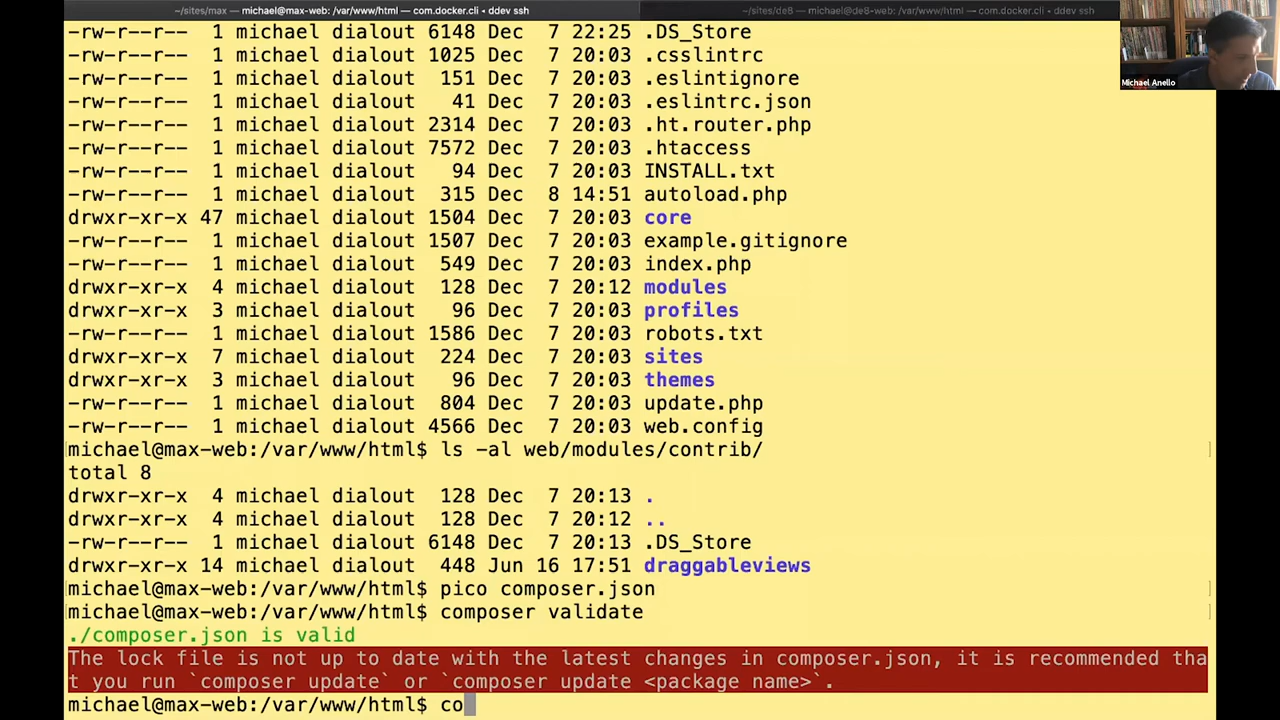 ~/sites/max — michael@max-web: /var/www/html — com.docker.cli • ddev ssh
~/sites/de8 — michael@de8-web: /var/www/html — com.docker.cli • ddev ssh
Michael Anello
-rw-r--r--  1 michael dialout 6148 Dec  7 22:25 .DS_Store
-rw-r--r--  1 michael dialout 1025 Dec  7 20:03 .csslintrc
-rw-r--r--  1 michael dialout  151 Dec  7 20:03 .eslintignore
-rw-r--r--  1 michael dialout   41 Dec  7 20:03 .eslintrc.json
-rw-r--r--  1 michael dialout 2314 Dec  7 20:03 .ht.router.php
-rw-r--r--  1 michael dialout 7572 Dec  7 20:03 .htaccess
-rw-r--r--  1 michael dialout   94 Dec  7 20:03 INSTALL.txt
-rw-r--r--  1 michael dialout  315 Dec  8 14:51 autoload.php
drwxr-xr-x 47 michael dialout 1504 Dec  7 20:03 core
-rw-r--r--  1 michael dialout 1507 Dec  7 20:03 example.gitignore
-rw-r--r--  1 michael dialout  549 Dec  7 20:03 index.php
drwxr-xr-x  4 michael dialout  128 Dec  7 20:12 modules
drwxr-xr-x  3 michael dialout   96 Dec  7 20:03 profiles
-rw-r--r--  1 michael dialout 1586 Dec  7 20:03 robots.txt
drwxr-xr-x  7 michael dialout  224 Dec  7 20:03 sites
drwxr-xr-x  3 michael dialout   96 Dec  7 20:03 themes
-rw-r--r--  1 michael dialout  804 Dec  7 20:03 update.php
-rw-r--r--  1 michael dialout 4566 Dec  7 20:03 web.config
michael@max-web:/var/www/html$ ls -al web/modules/contrib/
total 8
drwxr-xr-x  4 michael dialout  128 Dec  7 20:13 .
drwxr-xr-x  4 michael dialout  128 Dec  7 20:12 ..
-rw-r--r--  1 michael dialout 6148 Dec  7 20:13 .DS_Store
drwxr-xr-x 14 michael dialout  448 Jun 16 17:51 draggableviews
michael@max-web:/var/www/html$ pico composer.json
michael@max-web:/var/www/html$ composer validate
./composer.json is valid
The lock file is not up to date with the latest changes in composer.json, it is recommended tha
t you run `composer update` or `composer update <package name>`.
michael@max-web:/var/www/html$ co